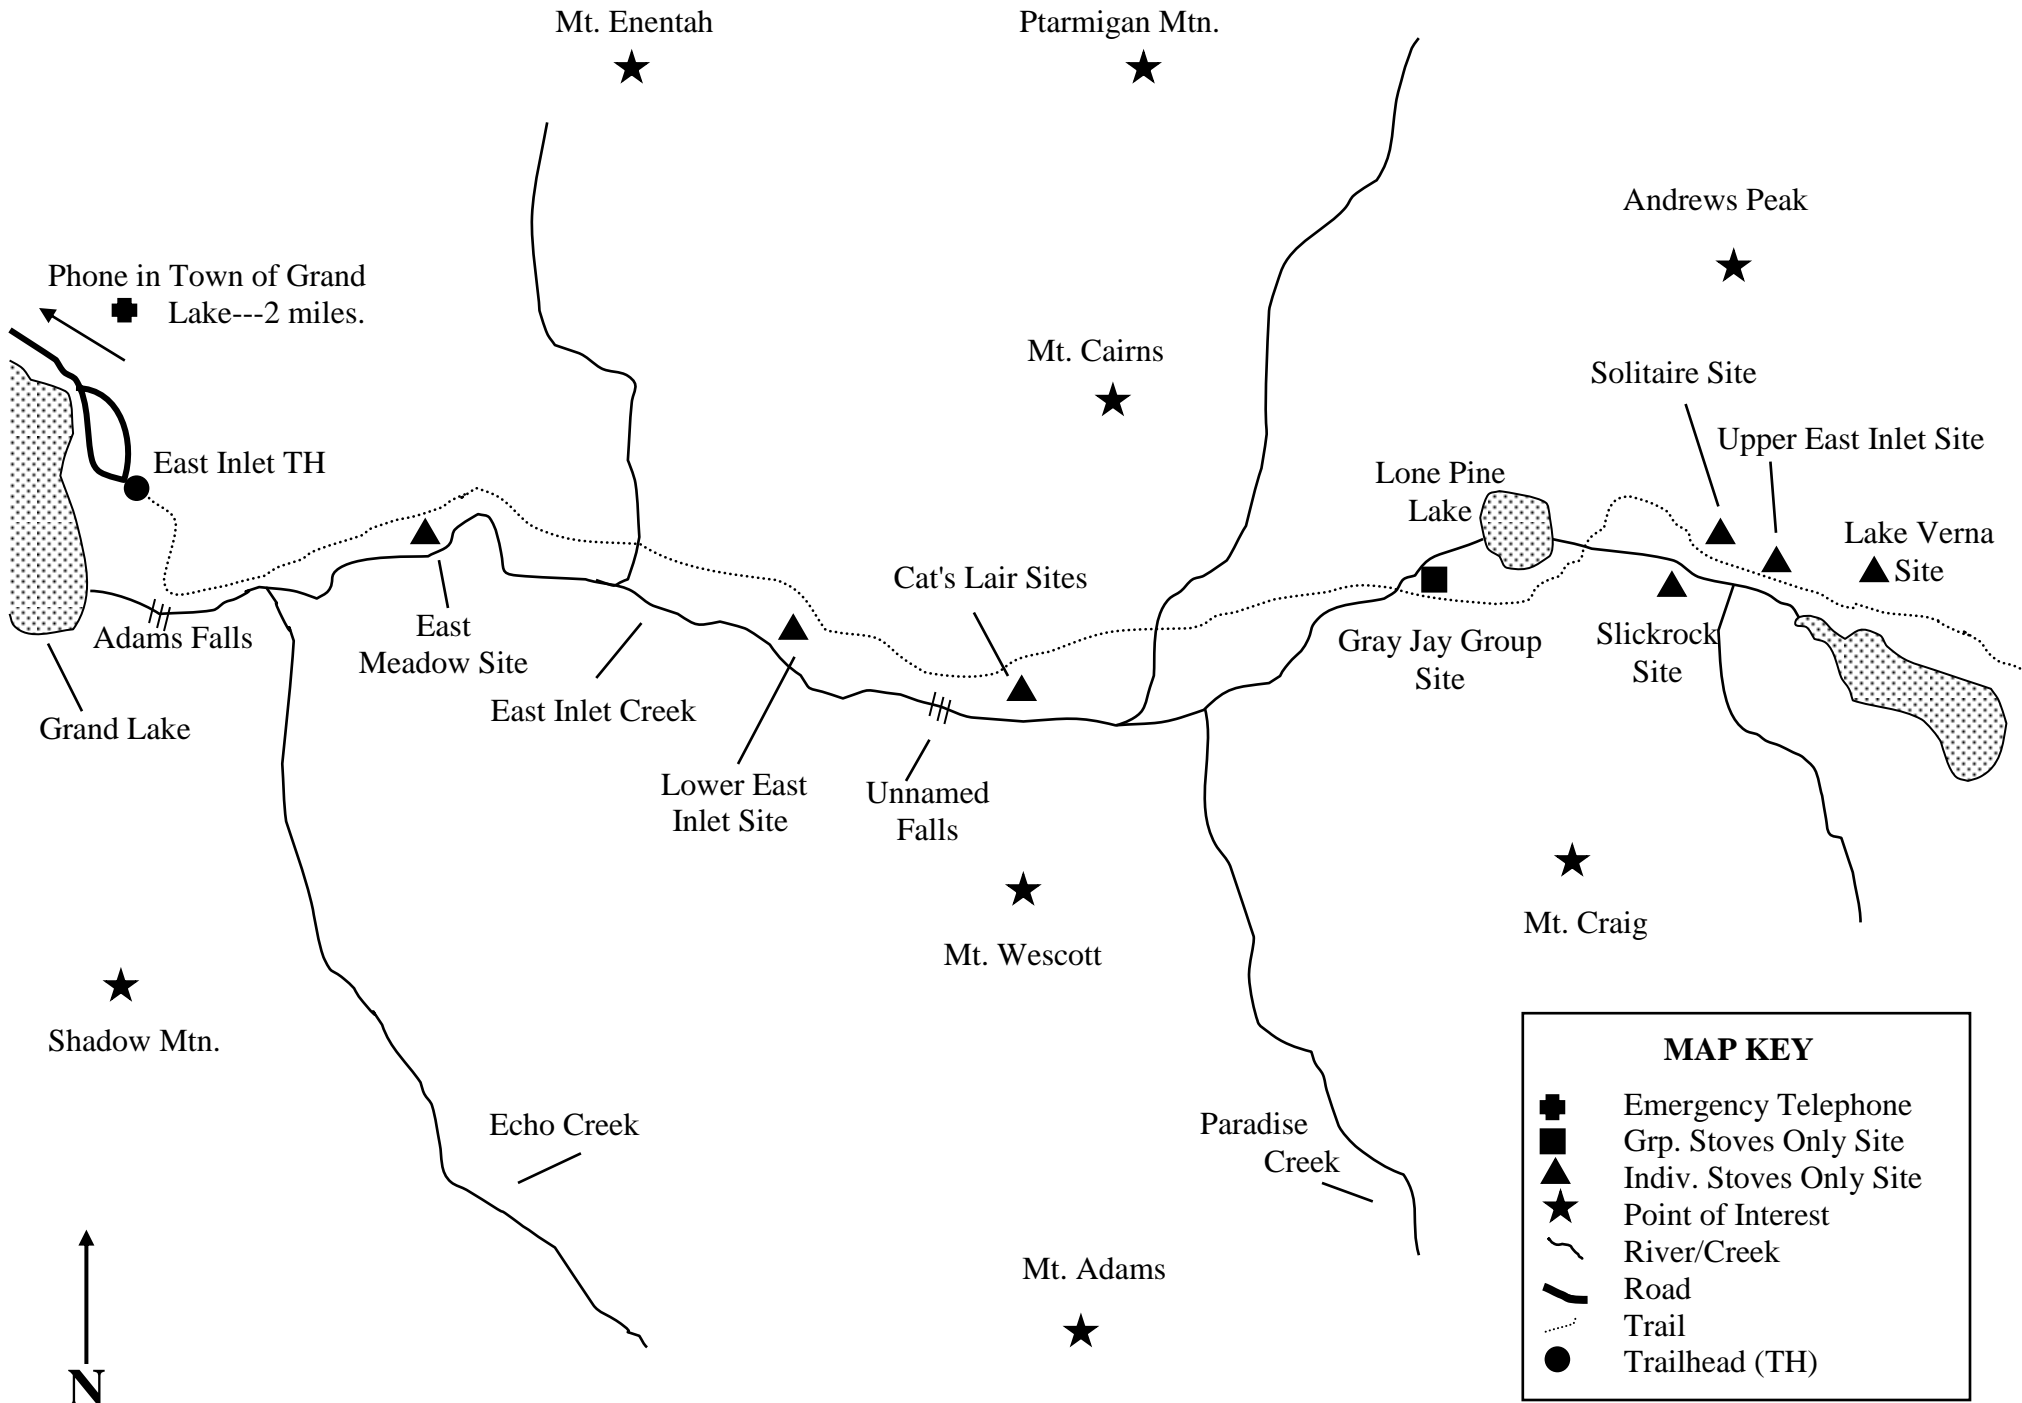 Mt. Enentah
Ptarmigan Mtn.
Andrews Peak
Phone in Town of Grand
Lake---2 miles.
Mt. Cairns
Solitaire Site
Upper East Inlet Site
East Inlet TH
Lone Pine
Lake
Lake Verna
Site
Cat's Lair Sites
Adams Falls
East
Meadow Site
Gray Jay Group
Site
Slickrock
Site
East Inlet Creek
Grand Lake
Lower East
Inlet Site
Unnamed
Falls
Mt. Craig
Mt. Wescott
Shadow Mtn.
Echo Creek
Paradise
Creek
Mt. Adams
N
MAP KEY
Emergency Telephone
Grp. Stoves Only Site
Indiv. Stoves Only Site
Point of Interest
River/Creek
Road
Trail
Trailhead (TH)